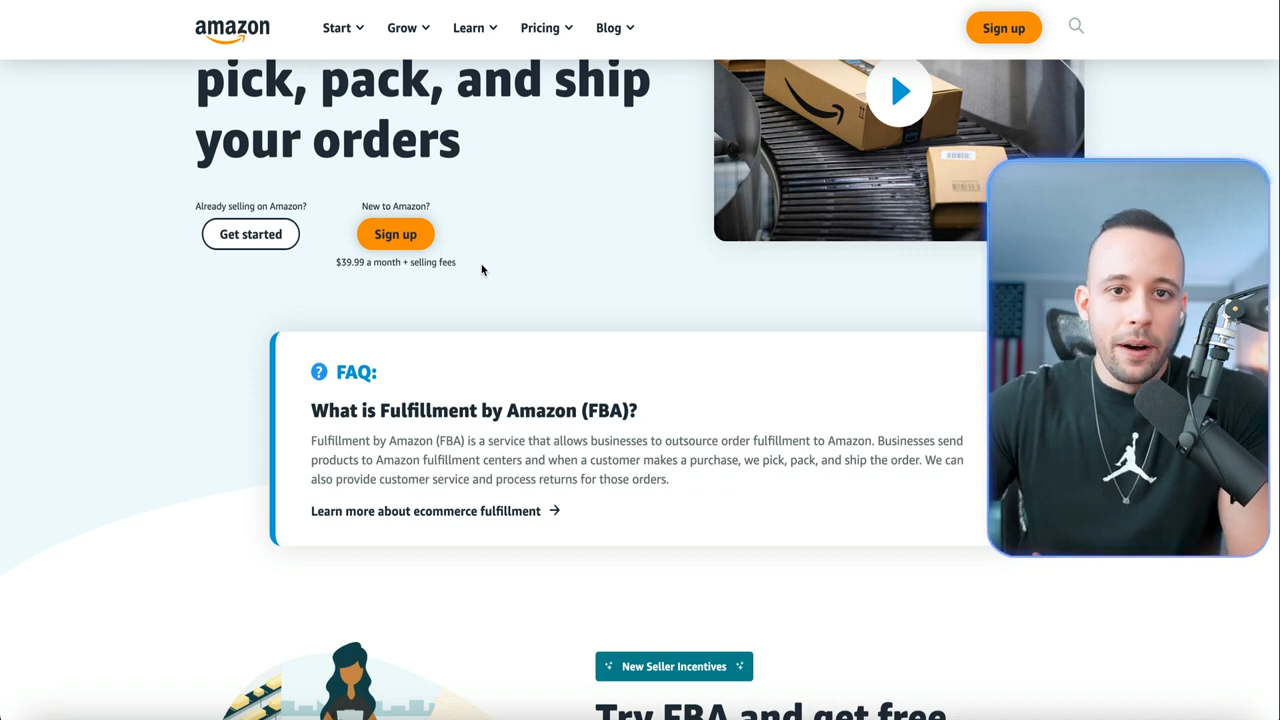 amazon
Start
Grow
Learn
Pricing
Blog
Sign up
pick, pack, and ship
your orders
Already selling on Amazon?
New to Amazon?
Get started
Sign up
$39.99 a month + selling fees
FAQ:
What is Fulfillment by Amazon (FBA)?
Fulfillment by Amazon (FBA) is a service that allows businesses to outsource order fulfillment to Amazon. Businesses send
products to Amazon fulfillment centers and when a customer makes a purchase, we pick, pack, and ship the order. We can
also provide customer service and process returns for those orders.
Learn more about ecommerce fulfillment
New Seller Incentives
Try FBA and get free